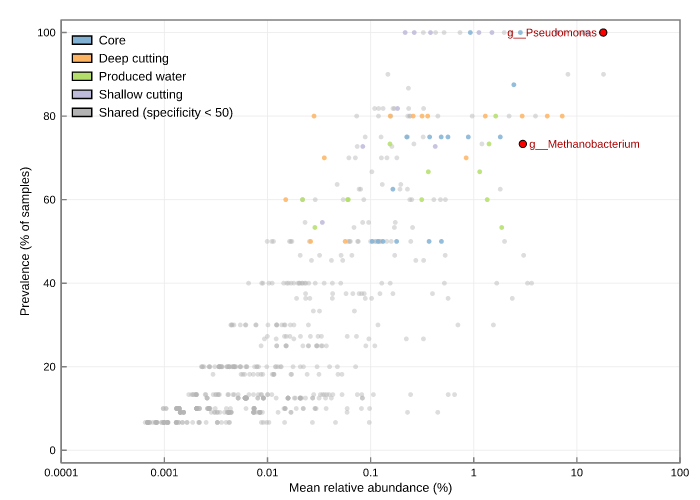 Core
Deep cutting
Produced water
Shallow cutting
Shared (specificity < 50)
g__Pseudomonas
g__Methanobacterium
Prevalence (% of samples)
100
80
60
40
20
0
0.0001
0.001
0.01
0.1
1
10
100
Mean relative abundance (%)